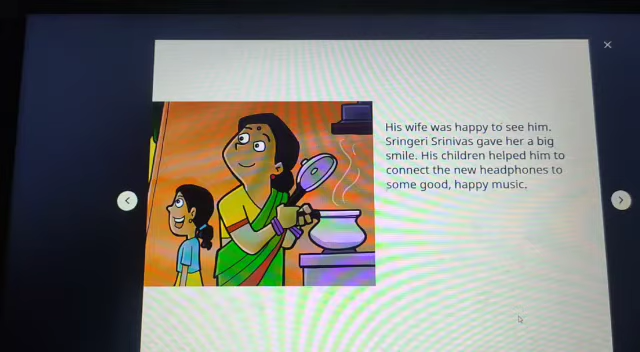 His wife was happy to see him.
Sringeri Srinivas gave her a big
smile. His children helped him to
connect the new headphones to
some good, happy music.